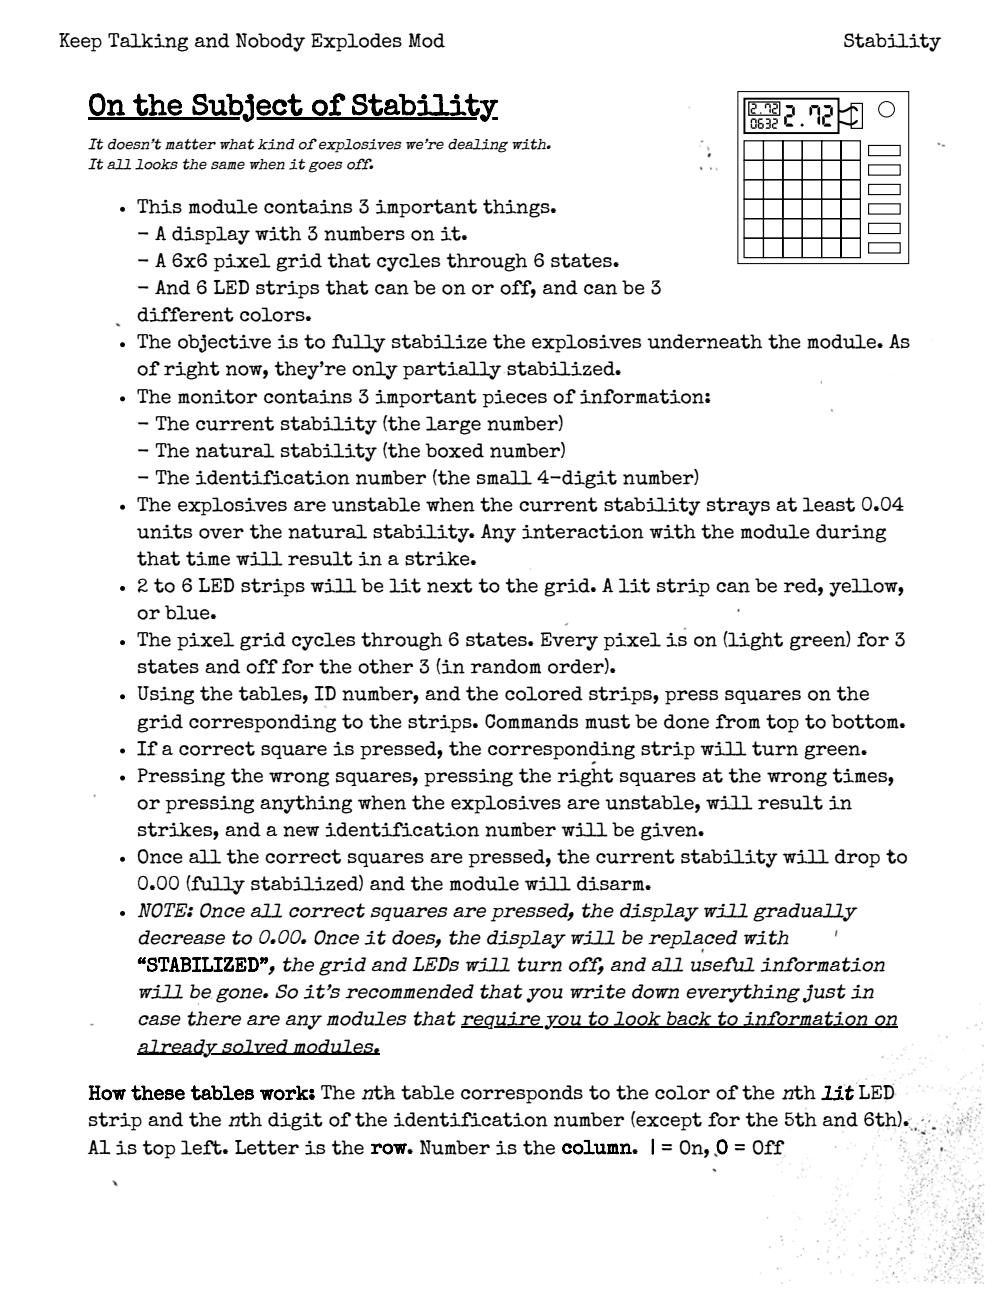 Keep Talking and Nobody Explodes Mod
Stability
On the Subject of Stability
It doesn't matter what kind of explosives we're dealing with.
It all looks the same when it goes off.
2.72
0632
2.72
• This module contains 3 important things.
– A display with 3 numbers on it.
– A 6x6 pixel grid that cycles through 6 states.
– And 6 LED strips that can be on or off, and can be 3
different colors.
• The objective is to fully stabilize the explosives underneath the module. As
of right now, they're only partially stabilized.
• The monitor contains 3 important pieces of information:
– The current stability (the large number)
– The natural stability (the boxed number)
– The identification number (the small 4-digit number)
• The explosives are unstable when the current stability strays at least 0.04
units over the natural stability. Any interaction with the module during
that time will result in a strike.
• 2 to 6 LED strips will be lit next to the grid. A lit strip can be red, yellow,
or blue.
• The pixel grid cycles through 6 states. Every pixel is on (light green) for 3
states and off for the other 3 (in random order).
• Using the tables, ID number, and the colored strips, press squares on the
grid corresponding to the strips. Commands must be done from top to bottom.
• If a correct square is pressed, the corresponding strip will turn green.
• Pressing the wrong squares, pressing the right squares at the wrong times,
or pressing anything when the explosives are unstable, will result in
strikes, and a new identification number will be given.
• Once all the correct squares are pressed, the current stability will drop to
0.00 (fully stabilized) and the module will disarm.
• NOTE: Once all correct squares are pressed, the display will gradually
decrease to 0.00. Once it does, the display will be replaced with
“STABILIZED”, the grid and LEDs will turn off, and all useful information
will be gone. So it's recommended that you write down everything just in
case there are any modules that require you to look back to information on
already solved modules.
How these tables work: The nth table corresponds to the color of the nth lit LED
strip and the nth digit of the identification number (except for the 5th and 6th).
A1 is top left. Letter is the row. Number is the column. | = On, O = Off